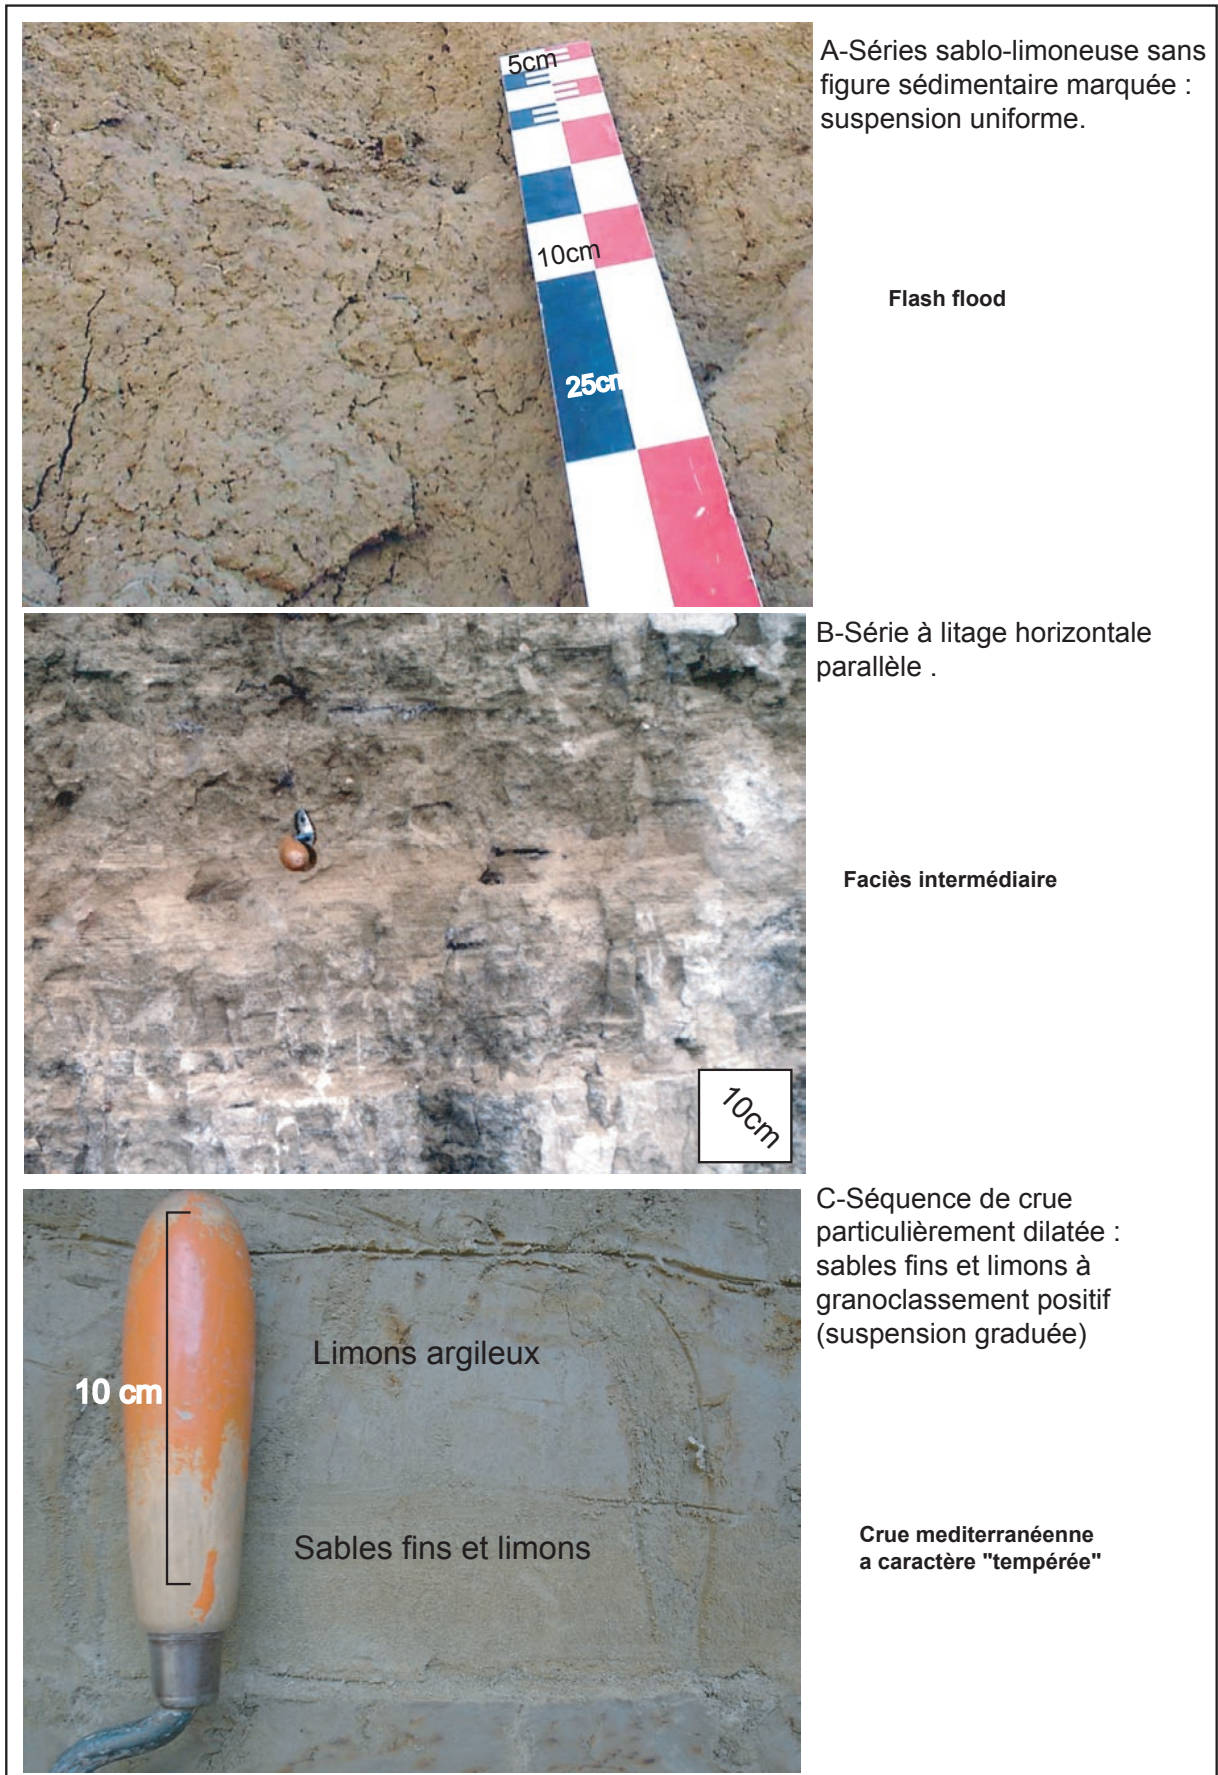 5cm
10cm
25cm
A-Séries sablo-limoneuse sans
figure sédimentaire marquée :
suspension uniforme.
Flash flood
10cm
B-Série à litage horizontale
parallèle .
Faciès intermédiaire
10 cm
Limons argileux
Sables fins et limons
C-Séquence de crue
particulièrement dilatée :
sables fins et limons à
granoclassement positif
(suspension graduée)
Crue mediterranéenne
a caractère "tempérée"